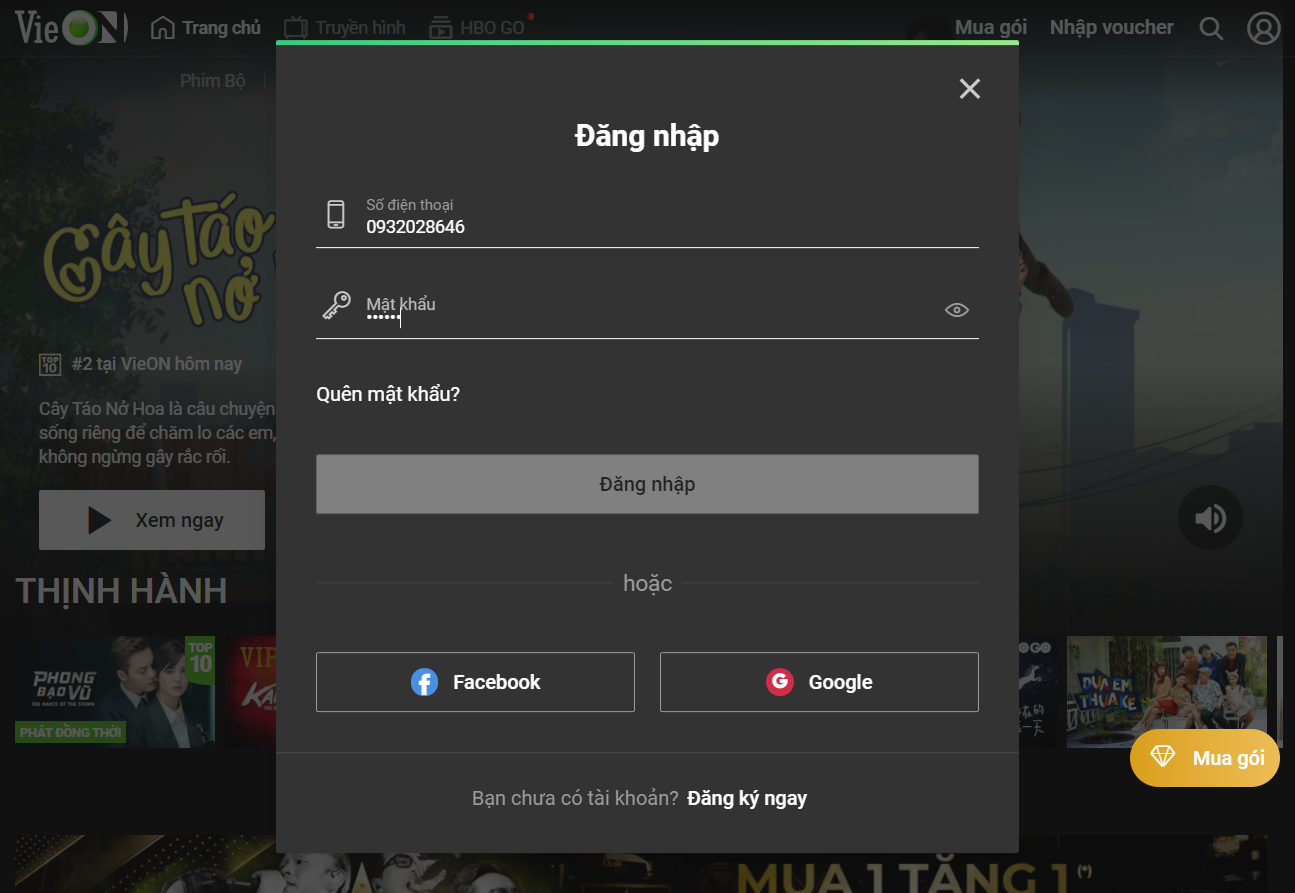 VieON
Trang chủ
Truyền hình
HBO GO
Mua gói
Nhập voucher
Phim Bộ
Đăng nhập
Số điện thoại
0932028646
Mật khẩu
Quên mật khẩu?
Đăng nhập
hoặc
Facebook
Google
Bạn chưa có tài khoản? Đăng ký ngay
Cây táo
nở
TOP
10
#2 tại VieON hôm nay
Cây Táo Nở Hoa là câu chuyện
sống riêng để chăm lo các em,
không ngừng gây rắc rối.
Xem ngay
THỊNH HÀNH
PHONG
BẠO VŨ
THE DANCE OF THE STORM
TOP
10
PHÁT ĐỒNG THỜI
VIP
DƯA EM
THUA KE
Mua gói
MUA 1 TẶNG 1 (*)